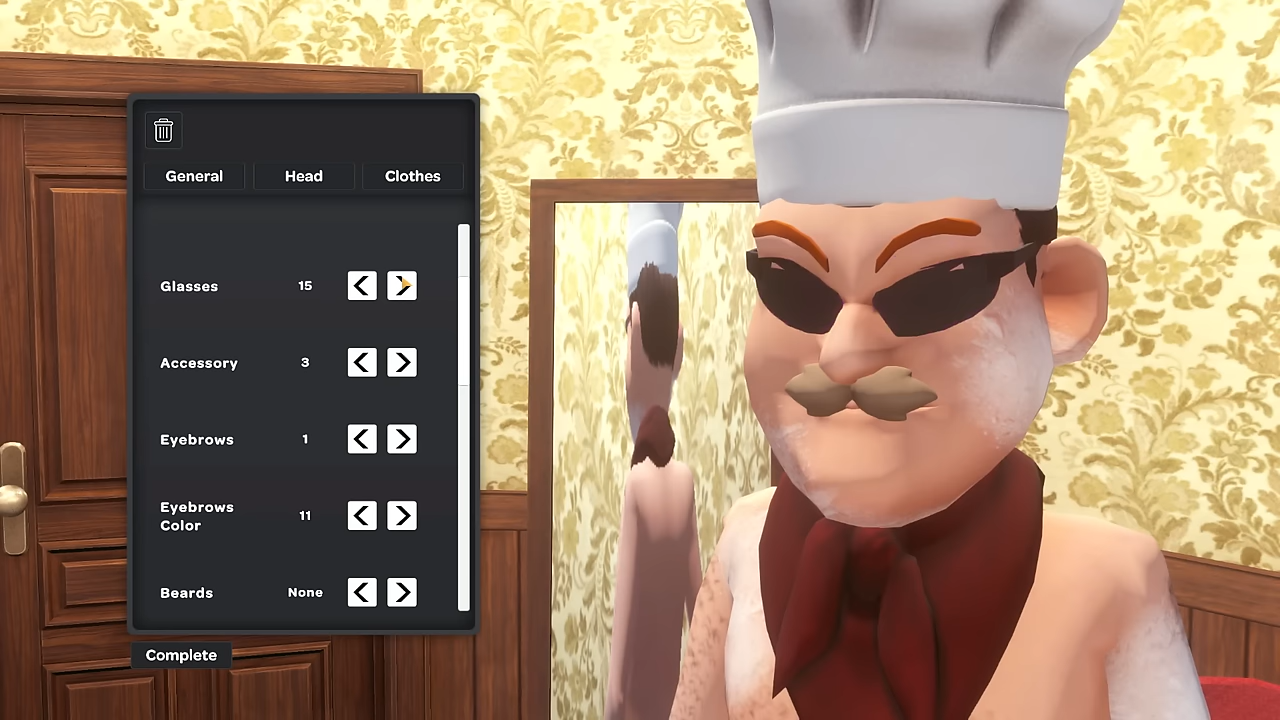 General Head Clothes
Glasses 15
Accessory 3
Eyebrows 1
Eyebrows
Color 11
Beards None
Complete